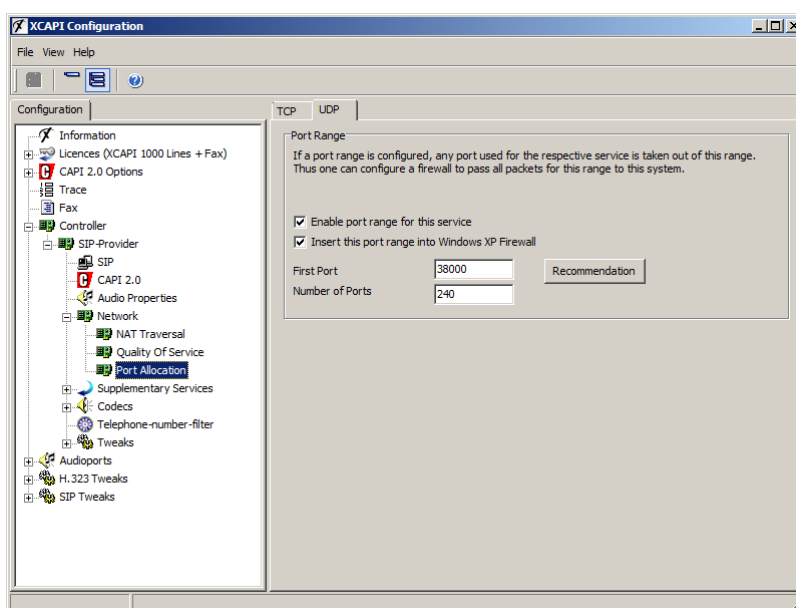 XCAPI Configuration
File View Help
Configuration
Information
Licences (XCAPI 1000 Lines + Fax)
CAPI 2.0 Options
Trace
Fax
Controller
SIP-Provider
SIP
CAPI 2.0
Audio Properties
Network
NAT Traversal
Quality Of Service
Port Allocation
Supplementary Services
Codecs
Telephone-number-filter
Tweaks
Audioports
H.323 Tweaks
SIP Tweaks
TCP UDP
Port Range
If a port range is configured, any port used for the respective service is taken out of this range.
Thus one can configure a firewall to pass all packets for this range to this system.
Enable port range for this service
Insert this port range into Windows XP Firewall
First Port 38000 Recommendation
Number of Ports 240